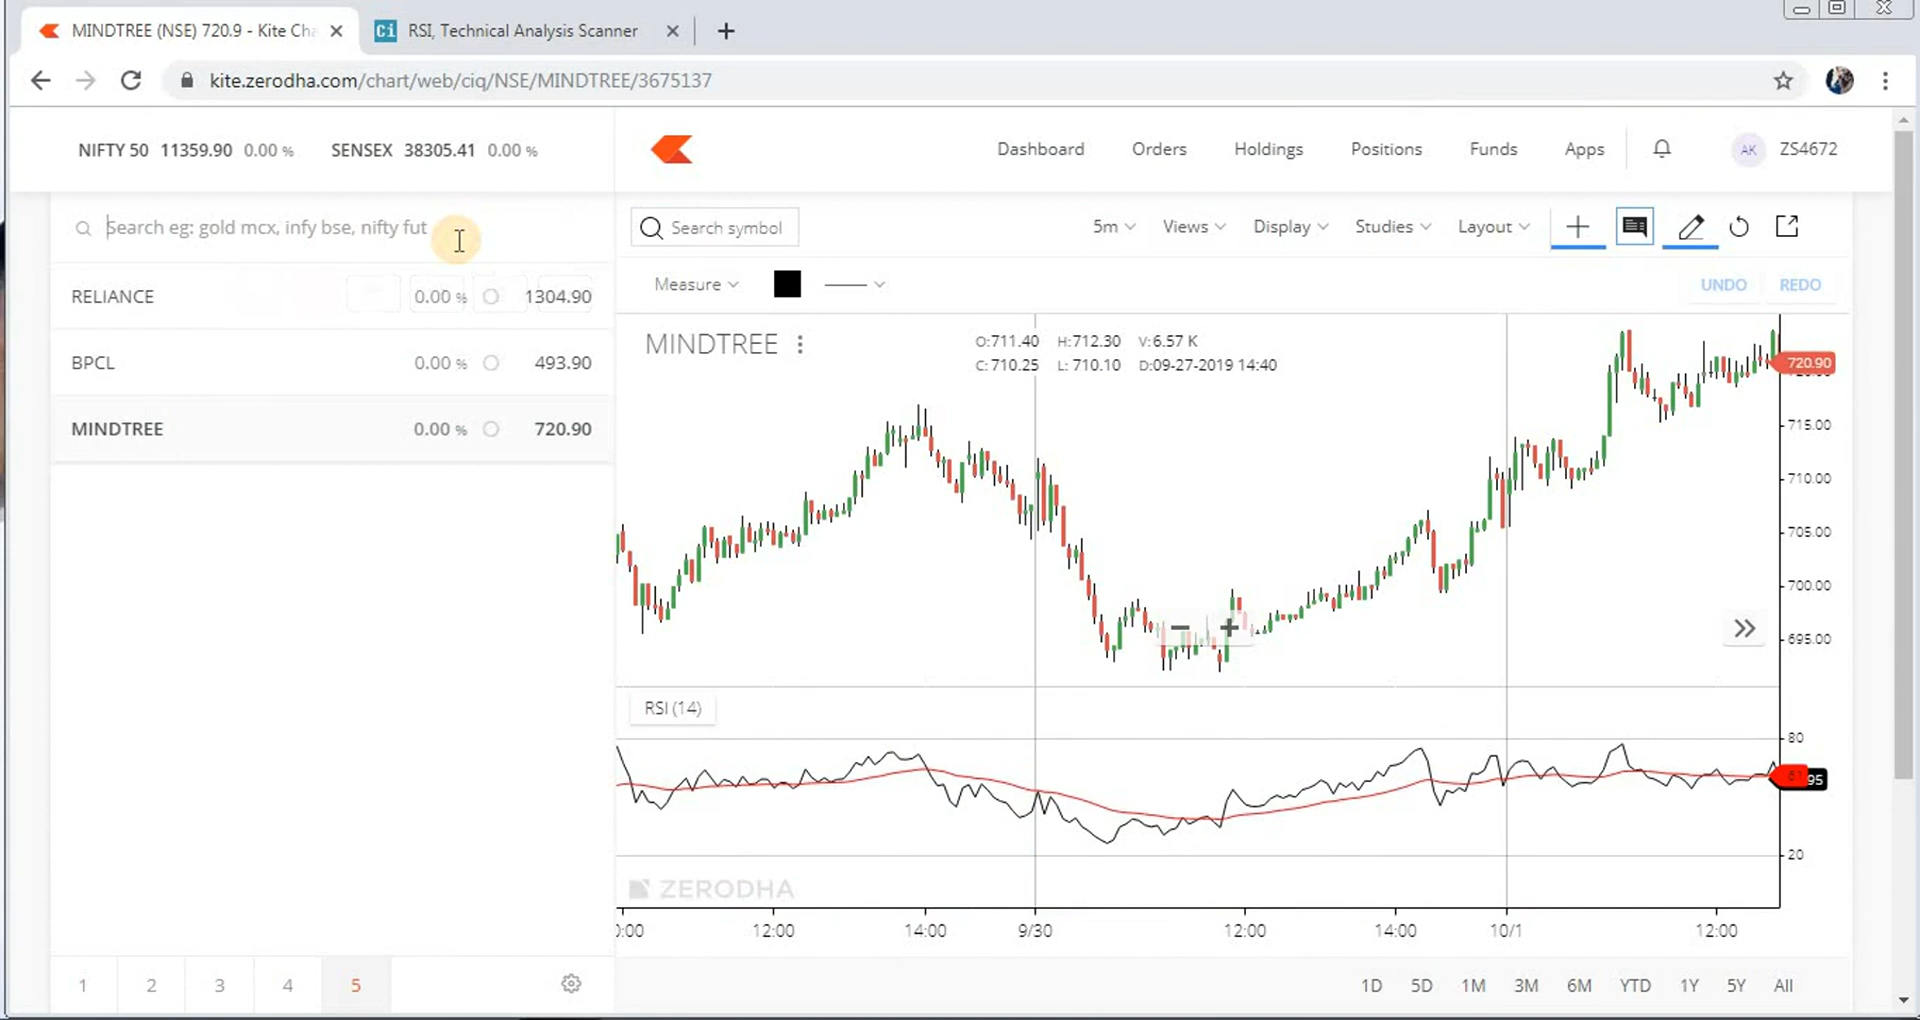 MINDTREE (NSE) 720.9 - Kite Cha
Ci RSI, Technical Analysis Scanner
kite.zerodha.com/chart/web/ciq/NSE/MINDTREE/3675137
NIFTY 50 11359.90 0.00 % SENSEX 38305.41 0.00 %
Dashboard Orders Holdings Positions Funds Apps AK ZS4672
Search eg: gold mcx, infy bse, nifty fut
RELIANCE 0.00 % 1304.90
BPCL 0.00 % 493.90
MINDTREE 0.00 % 720.90
1 2 3 4 5
Search symbol 5m Views Display Studies Layout
Measure UNDO REDO
MINDTREE
O:711.40 H:712.30 V:6.57 K
C:710.25 L: 710.10 D:09-27-2019 14:40
720.90
715.00
710.00
705.00
700.00
695.00
RSI (14)
80
61 95
20
ZERODHA
0:00 12:00 14:00 9/30 12:00 14:00 10/1 12:00
1D 5D 1M 3M 6M YTD 1Y 5Y All